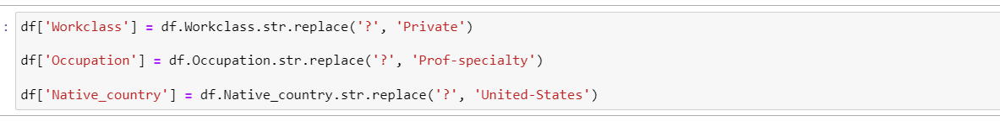 : df['Workclass'] = df.Workclass.str.replace('?', 'Private')
df['Occupation'] = df.Occupation.str.replace('?', 'Prof-specialty')
df['Native_country'] = df.Native_country.str.replace('?', 'United-States')